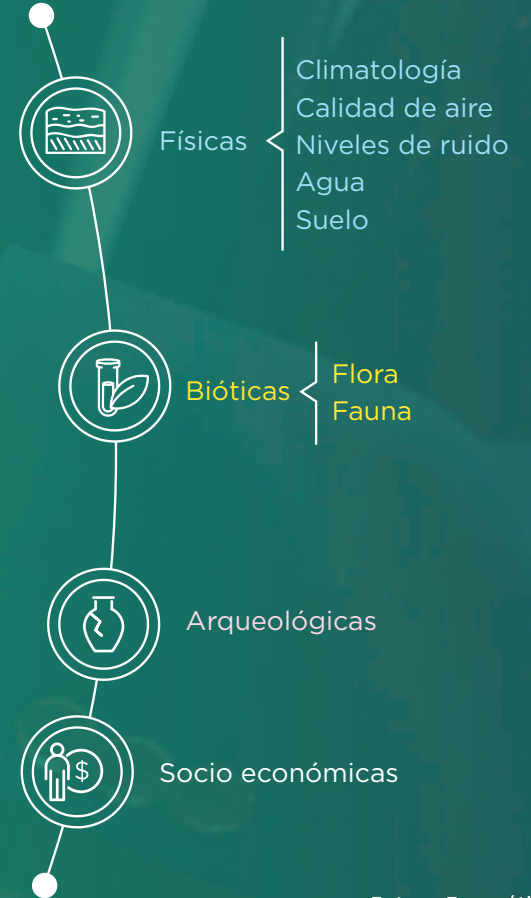 Físicas
Climatología
Calidad de aire
Niveles de ruido
Agua
Suelo
Bióticas
Flora
Fauna
Arqueológicas
$
Socio económicas